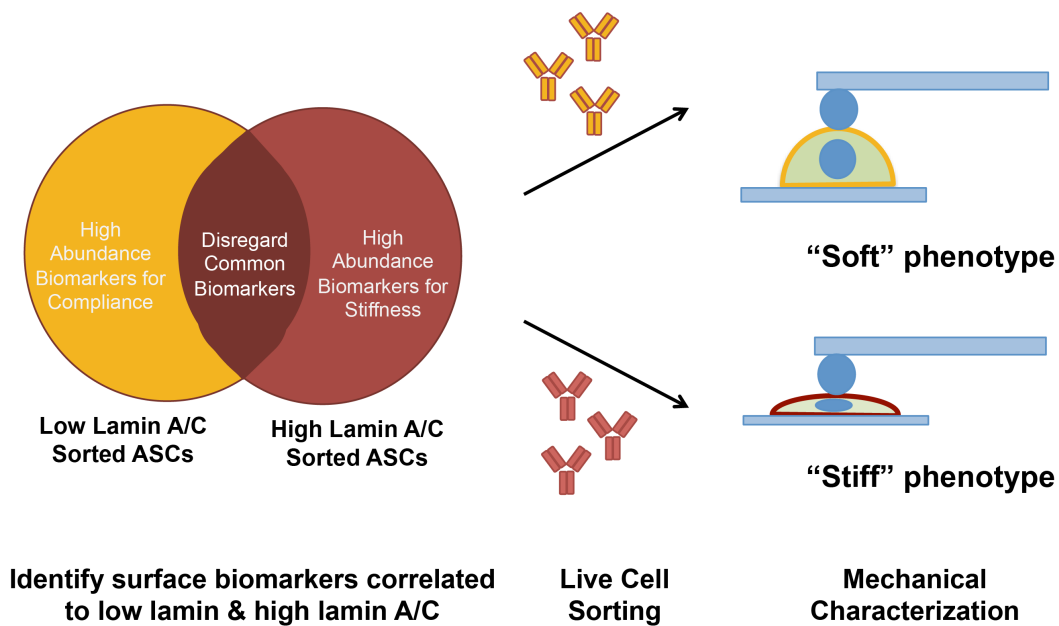 High
Abundance
Biomarkers for
Compliance
Disregard
Common
Biomarkers
High
Abundance
Biomarkers for
Stiffness
Low Lamin A/C
Sorted ASCs
High Lamin A/C
Sorted ASCs
“Soft” phenotype
“Stiff” phenotype
Identify surface biomarkers correlated
to low lamin & high lamin A/C
Live Cell
Sorting
Mechanical
Characterization